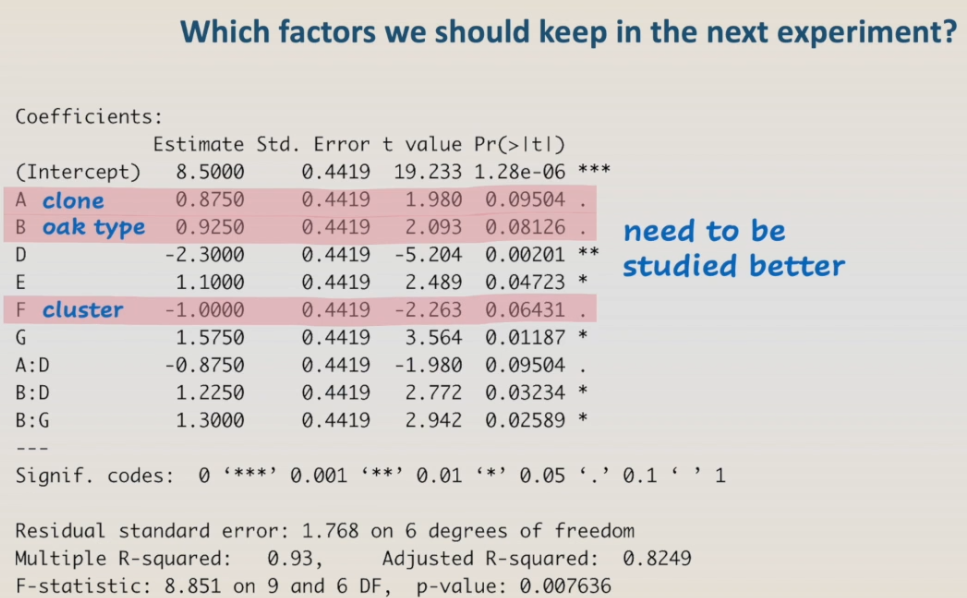 Which factors we should keep in the next experiment?
Coefficients:
Estimate Std. Error t value Pr(>|t|)
(Intercept) 8.5000 0.4419 19.233 1.28e-06 ***
A clone 0.8750 0.4419 1.980 0.09504 .
B oak type 0.9250 0.4419 2.093 0.08126 .
D -2.3000 0.4419 -5.204 0.00201 **
E 1.1000 0.4419 2.489 0.04723 *
F cluster -1.0000 0.4419 -2.263 0.06431 .
G 1.5750 0.4419 3.564 0.01187 *
A:D -0.8750 0.4419 -1.980 0.09504 .
B:D 1.2250 0.4419 2.772 0.03234 *
B:G 1.3000 0.4419 2.942 0.02589 *
need to be
studied better
---
Signif. codes: 0 ‘***’ 0.001 ‘**’ 0.01 ‘*’ 0.05 ‘.’ 0.1 ‘ ’ 1
Residual standard error: 1.768 on 6 degrees of freedom
Multiple R-squared: 0.93, Adjusted R-squared: 0.8249
F-statistic: 8.851 on 9 and 6 DF, p-value: 0.007636